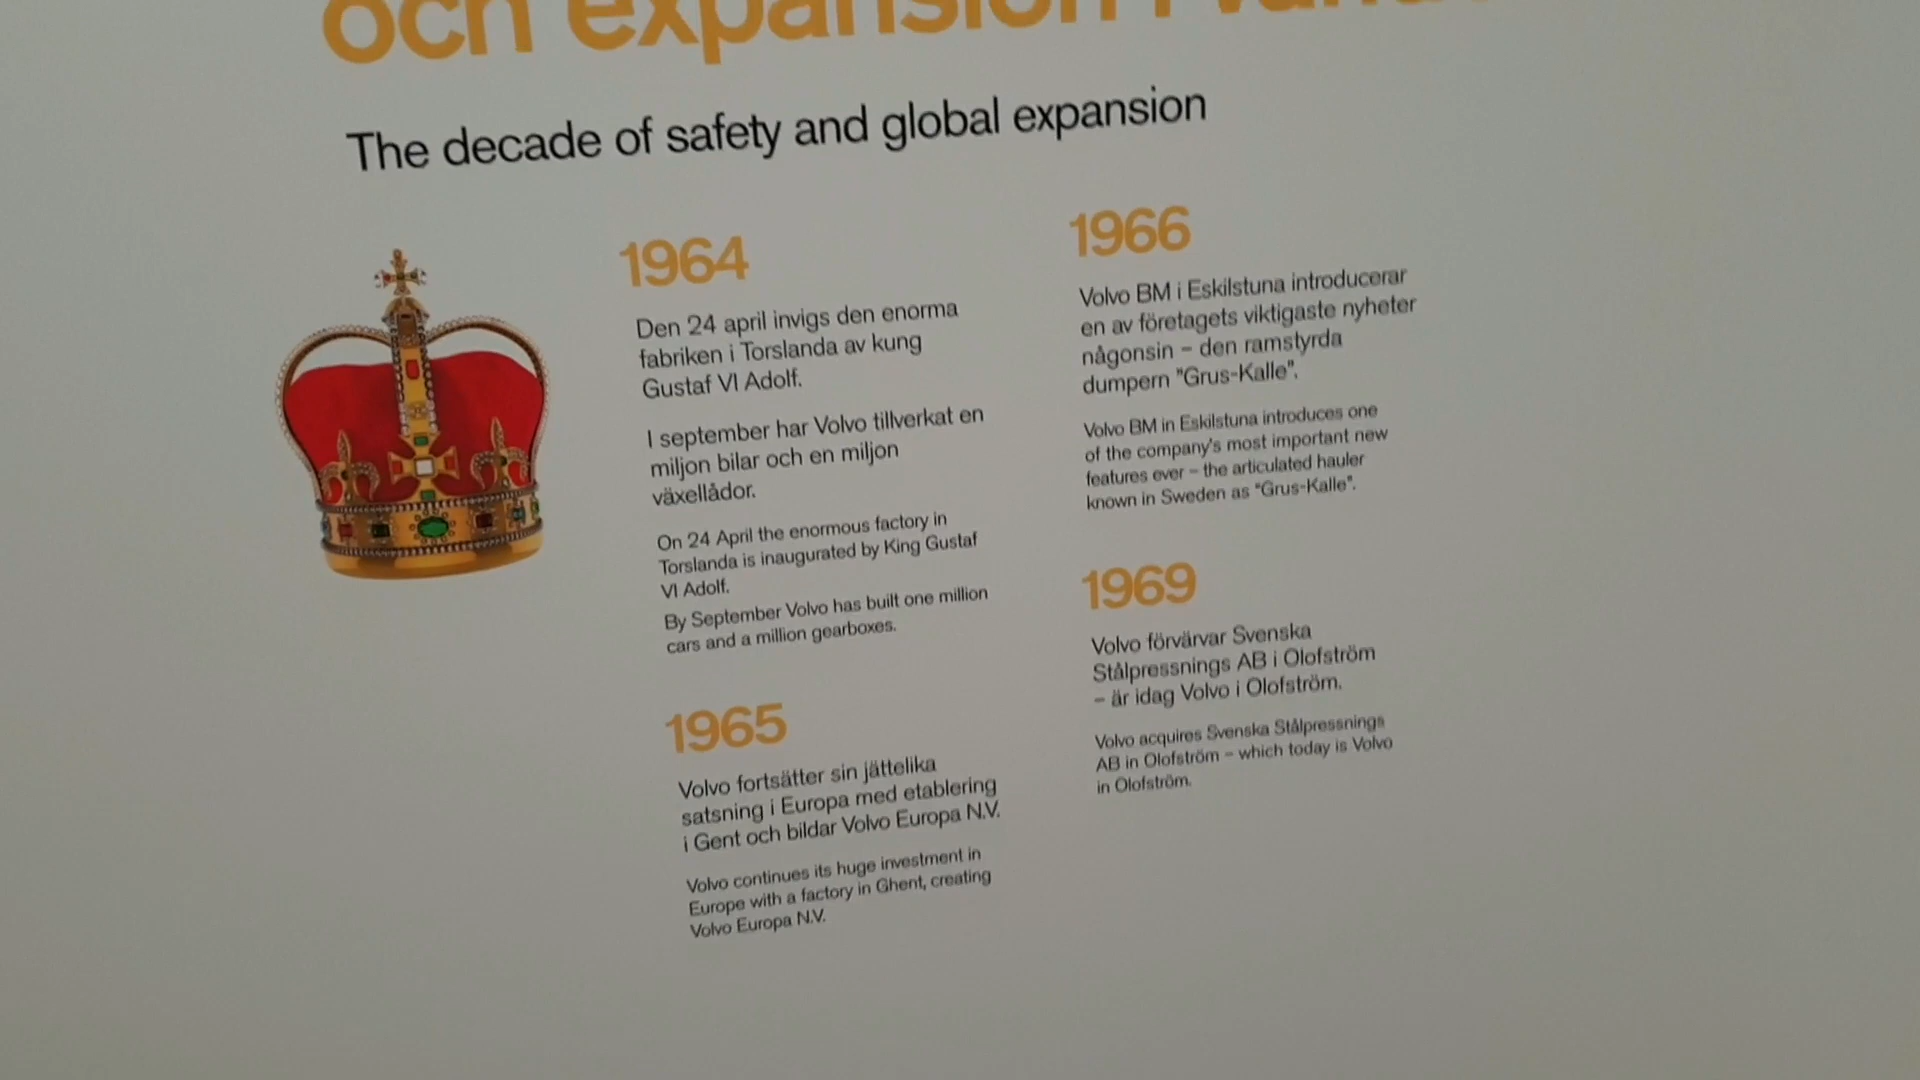 och expansion i
The decade of safety and global expansion
1964
Den 24 april invigs den enorma
fabriken i Torslanda av kung
Gustaf VI Adolf.
I september har Volvo tillverkat en
miljon bilar och en miljon
växellådor.
On 24 April the enormous factory in
Torslanda is inaugurated by King Gustaf
VI Adolf.
By September Volvo has built one million
cars and a million gearboxes.
1965
Volvo fortsätter sin jättelika
satsning i Europa med etablering
i Gent och bildar Volvo Europa N.V.
Volvo continues its huge investment in
Europe with a factory in Ghent, creating
Volvo Europa N.V.
1966
Volvo BM i Eskilstuna introducerar
en av företagets viktigaste nyheter
någonsin – den ramstyrda
dumpern "Grus-Kalle".
Volvo BM in Eskilstuna introduces one
of the company's most important new
features ever – the articulated hauler
known in Sweden as "Grus-Kalle".
1969
Volvo förvärvar Svenska
Stålpressnings AB i Olofström
– är idag Volvo i Olofström.
Volvo acquires Svenska Stålpressnings
AB in Olofström – which today is Volvo
in Olofström.